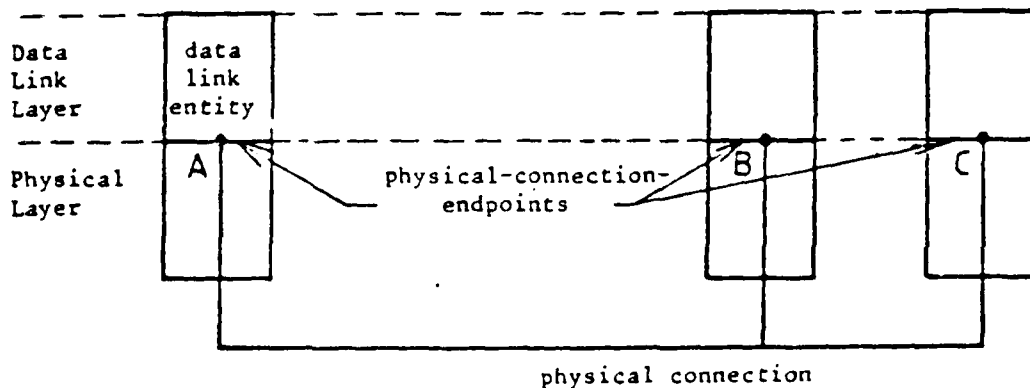 Data
Link
Layer
data
link
entity
Physical
Layer
A
B
C
physical-connection-
endpoints
physical connection